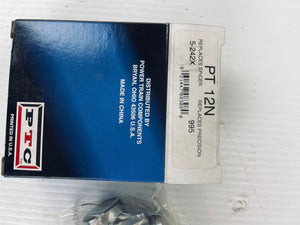 PT 12N
REPLACES SPICER
5-242X
REPLACES PRECISION
995
DISTRIBUTED BY
POWER TRAIN COMPONENTS
BRYAN, OHIO 43506 U.S.A.
MADE IN CHINA
PTC
PRINTED IN U.S.A.